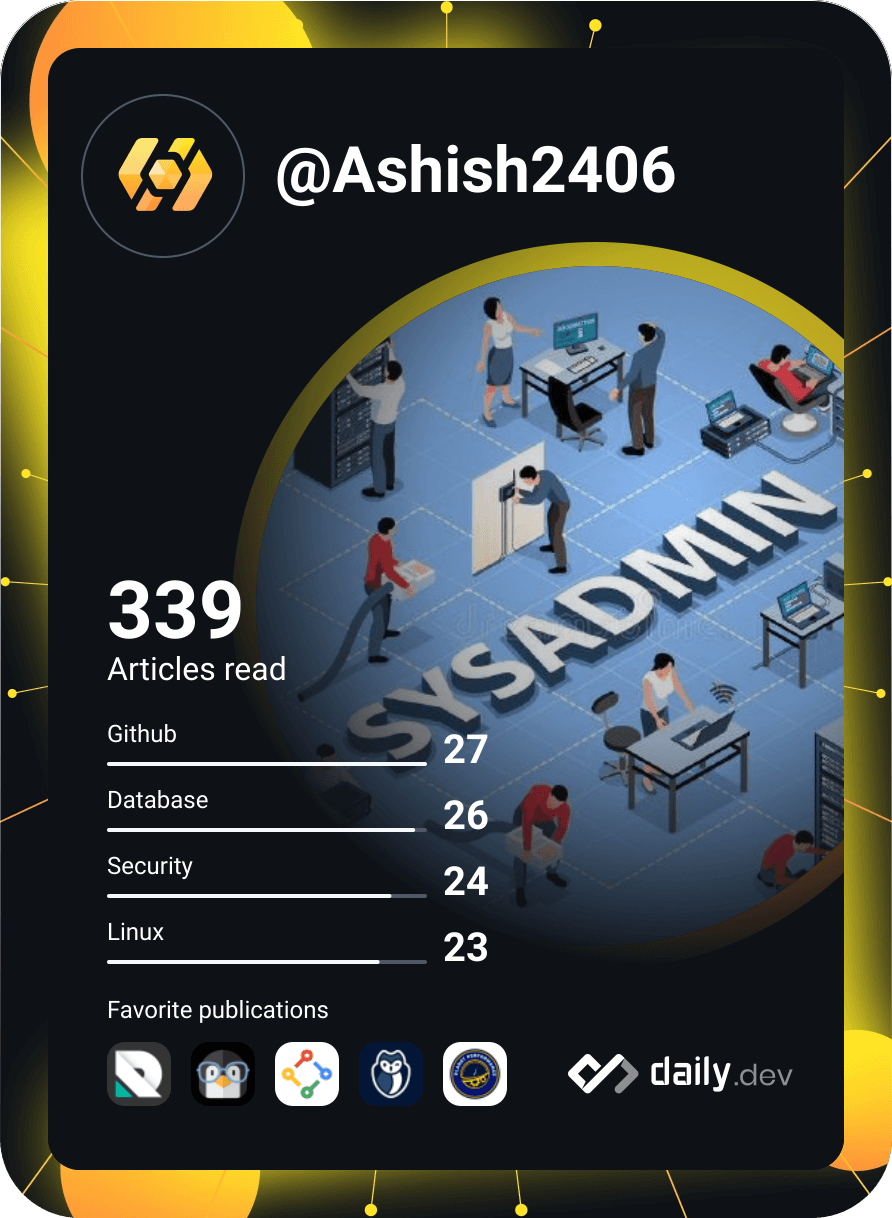 @Ashish2406
SYSADMIN
339
Articles read
Github
27
Database
26
Security
24
Linux
23
Favorite publications
daily.dev